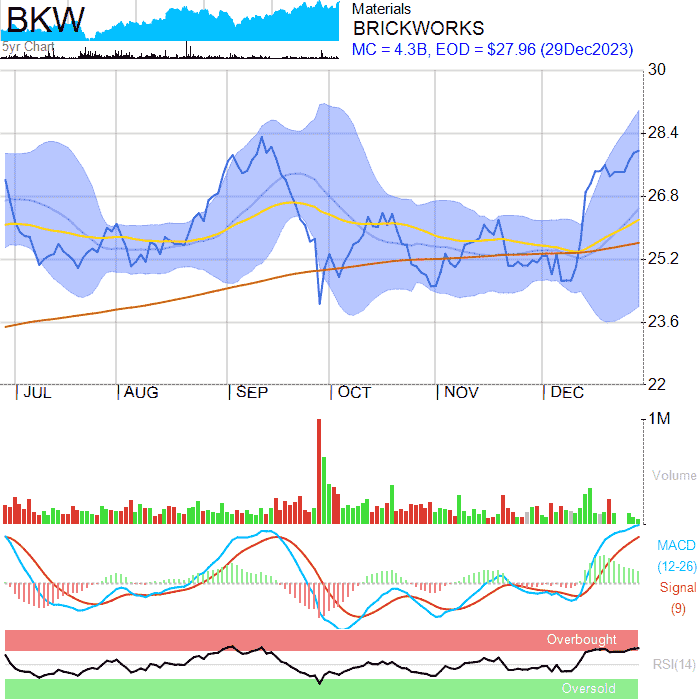 BKW
5yr Chart
Materials
BRICKWORKS
MC = 4.3B, EOD = $27.96 (29Dec2023)
30
28.4
26.8
25.2
23.6
22
JUL AUG SEP OCT NOV DEC
1M
Volume
MACD
(12-26)
Signal
(9)
Overbought
RSI(14)
Oversold